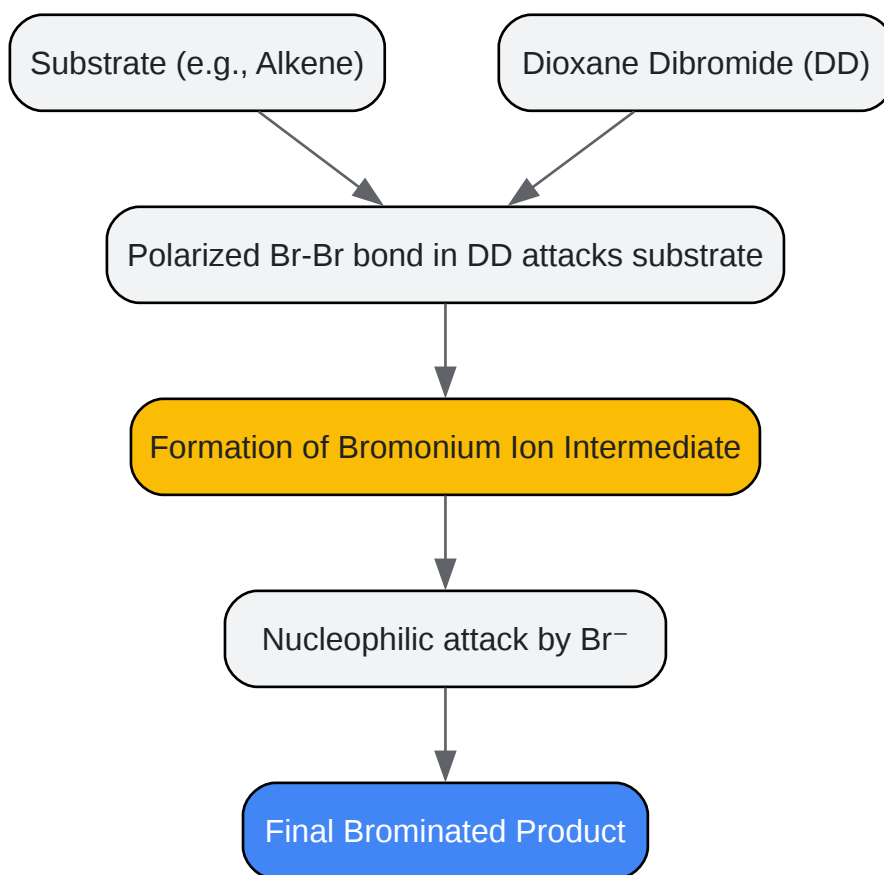 Substrate (e.g., Alkene)
Dioxane Dibromide (DD)
Polarized Br-Br bond in DD attacks substrate
Formation of Bromonium Ion Intermediate
Nucleophilic attack by Br⁻
Final Brominated Product